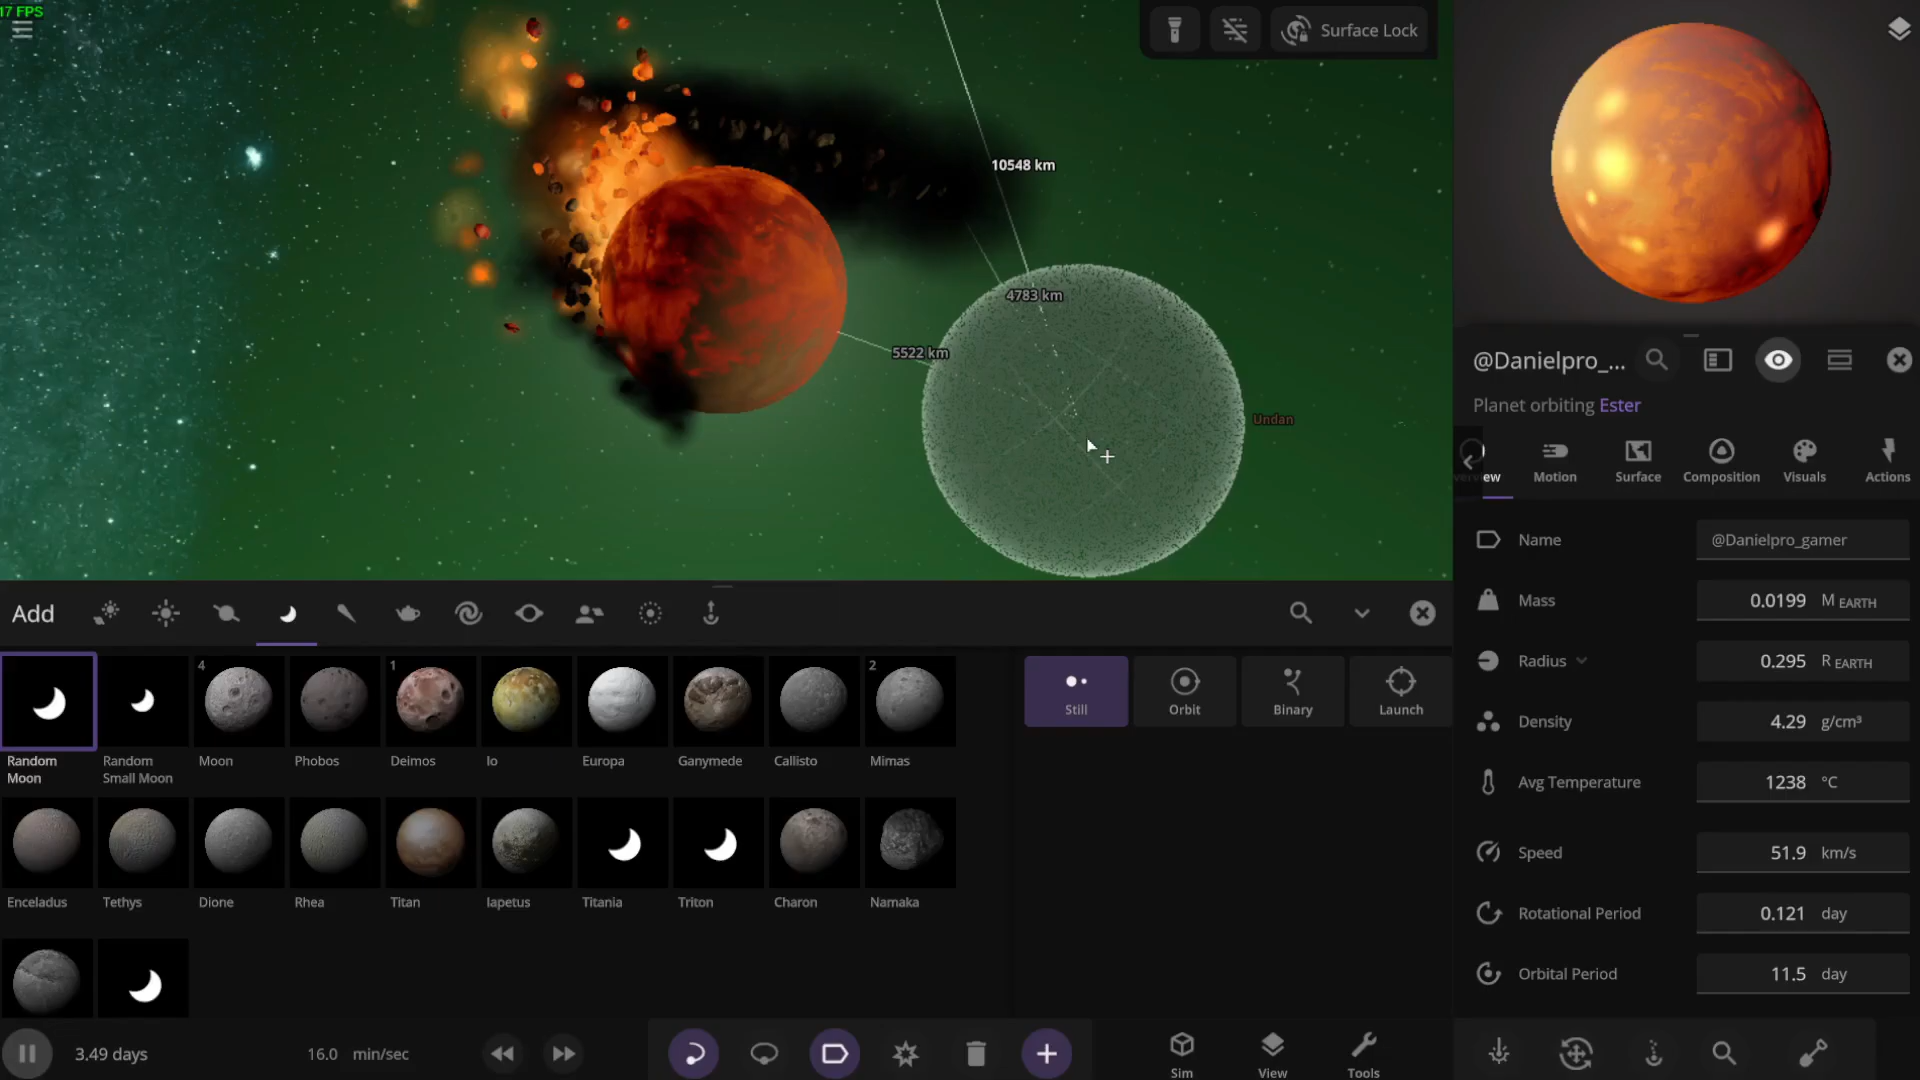 17 FPS
Surface Lock
10548 km
4783 km
5522 km
Undan
@Danielpro_...
Planet orbiting Ester
ew
Motion
Surface
Composition
Visuals
Actions
Name
@Danielpro_gamer
Mass
0.0199 M EARTH
Radius
0.295 R EARTH
Density
4.29 g/cm³
Avg Temperature
1238 °C
Speed
51.9 km/s
Rotational Period
0.121 day
Orbital Period
11.5 day
Add
4
1
2
Random
Moon
Random
Small Moon
Moon
Phobos
Deimos
Io
Europa
Ganymede
Callisto
Mimas
Still
Orbit
Binary
Launch
Enceladus
Tethys
Dione
Rhea
Titan
Iapetus
Titania
Triton
Charon
Namaka
3.49 days
16.0 min/sec
Sim
View
Tools